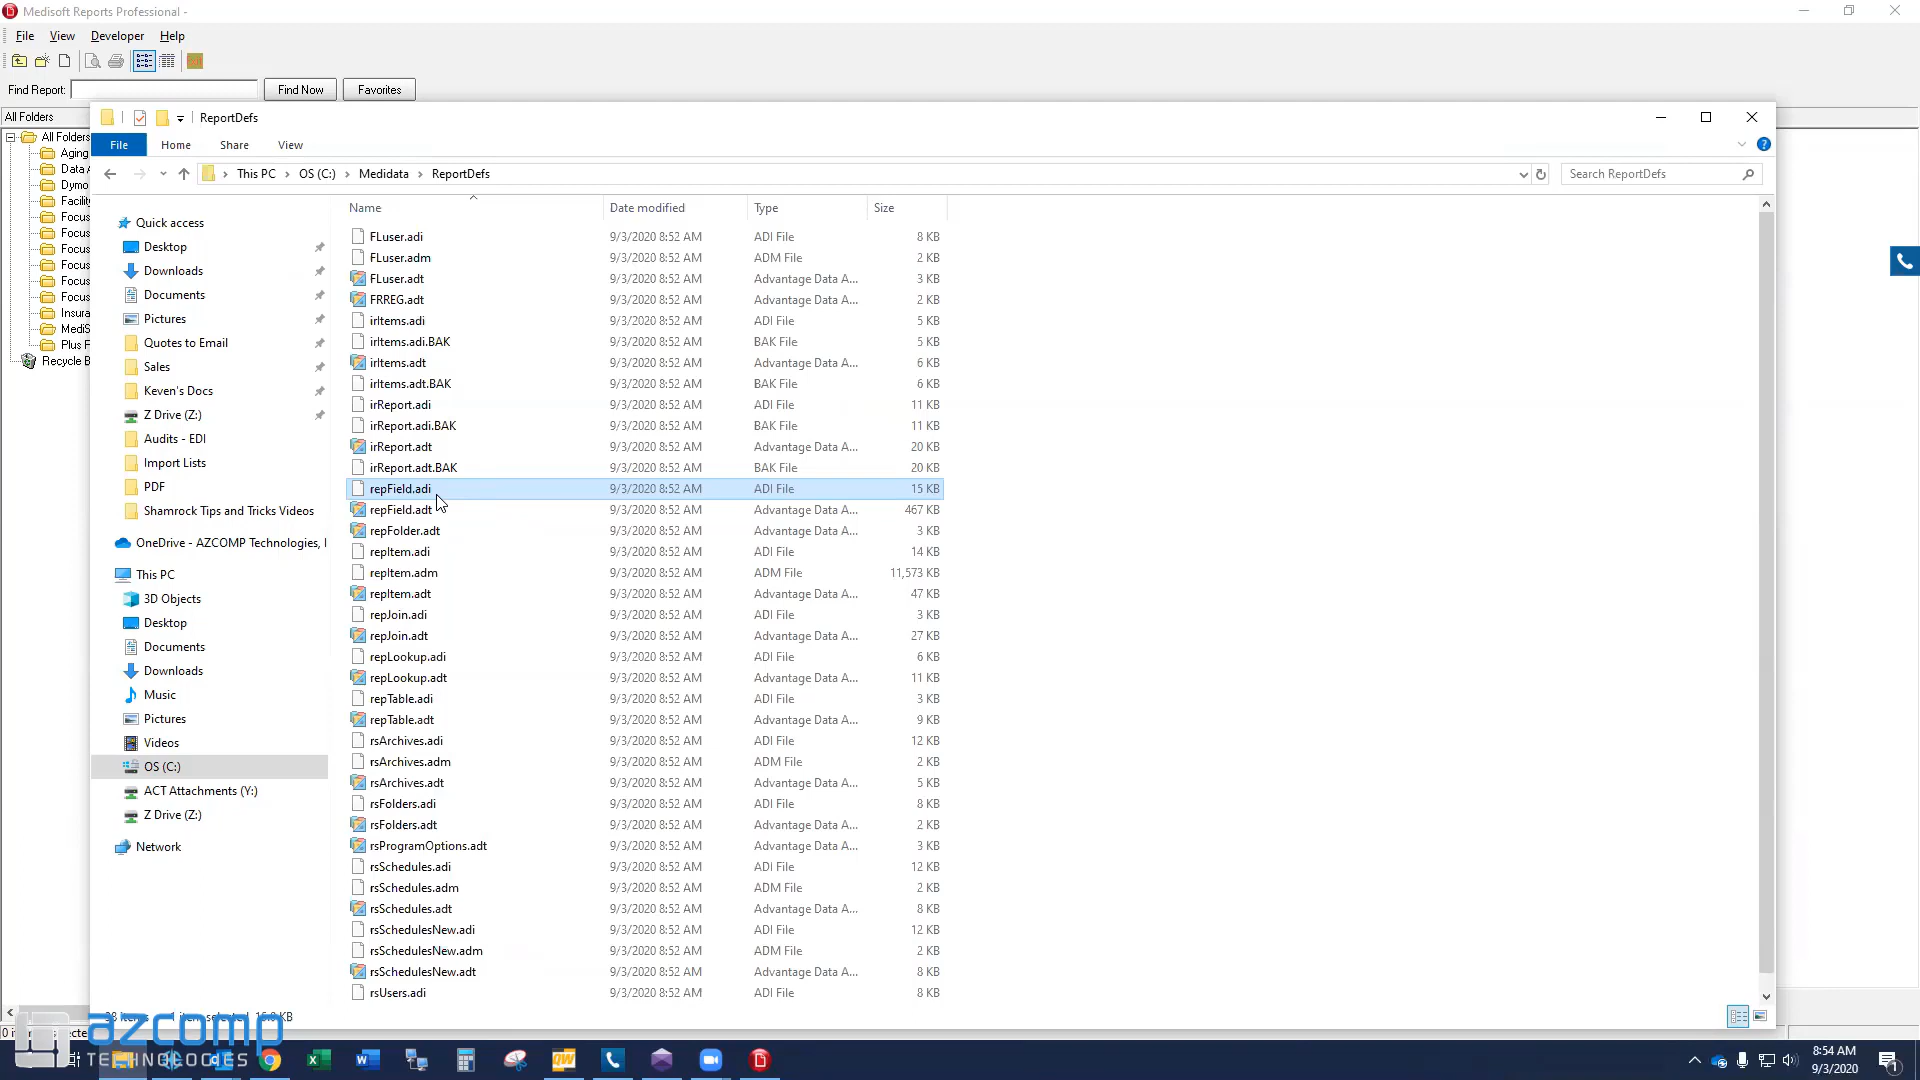 Medisoft Reports Professional -
File View Developer Help
Find Report: Find Now Favorites
All Folders
All Folders
Aging
Data
Dymo
Facility
Focus
Focus
Focus
Focus
Focus
Focus
Insura
MediS
Plus F
Recycle B
ReportDefs
File Home Share View
This PC > OS (C:) > Medidata > ReportDefs
Search ReportDefs
Quick access
Desktop
Downloads
Documents
Pictures
Quotes to Email
Sales
Keven's Docs
Z Drive (Z:)
Audits - EDI
Import Lists
PDF
Shamrock Tips and Tricks Videos
OneDrive - AZCOMP Technologies, I
This PC
3D Objects
Desktop
Documents
Downloads
Music
Pictures
Videos
OS (C:)
ACT Attachments (Y:)
Z Drive (Z:)
Network
Name Date modified Type Size
FLuser.adi 9/3/2020 8:52 AM ADI File 8 KB
FLuser.adm 9/3/2020 8:52 AM ADM File 2 KB
FLuser.adt 9/3/2020 8:52 AM Advantage Data A... 3 KB
FRREG.adt 9/3/2020 8:52 AM Advantage Data A... 2 KB
irItems.adi 9/3/2020 8:52 AM ADI File 5 KB
irItems.adi.BAK 9/3/2020 8:52 AM BAK File 5 KB
irItems.adt 9/3/2020 8:52 AM Advantage Data A... 6 KB
irItems.adt.BAK 9/3/2020 8:52 AM BAK File 6 KB
irReport.adi 9/3/2020 8:52 AM ADI File 11 KB
irReport.adi.BAK 9/3/2020 8:52 AM BAK File 11 KB
irReport.adt 9/3/2020 8:52 AM Advantage Data A... 20 KB
irReport.adt.BAK 9/3/2020 8:52 AM BAK File 20 KB
repField.adi 9/3/2020 8:52 AM ADI File 15 KB
repField.adt 9/3/2020 8:52 AM Advantage Data A... 467 KB
repFolder.adt 9/3/2020 8:52 AM Advantage Data A... 3 KB
repItem.adi 9/3/2020 8:52 AM ADI File 14 KB
repItem.adm 9/3/2020 8:52 AM ADM File 11,573 KB
repItem.adt 9/3/2020 8:52 AM Advantage Data A... 47 KB
repJoin.adi 9/3/2020 8:52 AM ADI File 3 KB
repJoin.adt 9/3/2020 8:52 AM Advantage Data A... 27 KB
repLookup.adi 9/3/2020 8:52 AM ADI File 6 KB
repLookup.adt 9/3/2020 8:52 AM Advantage Data A... 11 KB
repTable.adi 9/3/2020 8:52 AM ADI File 3 KB
repTable.adt 9/3/2020 8:52 AM Advantage Data A... 9 KB
rsArchives.adi 9/3/2020 8:52 AM ADI File 12 KB
rsArchives.adm 9/3/2020 8:52 AM ADM File 2 KB
rsArchives.adt 9/3/2020 8:52 AM Advantage Data A... 5 KB
rsFolders.adi 9/3/2020 8:52 AM ADI File 8 KB
rsFolders.adt 9/3/2020 8:52 AM Advantage Data A... 2 KB
rsProgramOptions.adt 9/3/2020 8:52 AM Advantage Data A... 3 KB
rsSchedules.adi 9/3/2020 8:52 AM ADI File 12 KB
rsSchedules.adm 9/3/2020 8:52 AM ADM File 2 KB
rsSchedules.adt 9/3/2020 8:52 AM Advantage Data A... 8 KB
rsSchedulesNew.adi 9/3/2020 8:52 AM ADI File 12 KB
rsSchedulesNew.adm 9/3/2020 8:52 AM ADM File 2 KB
rsSchedulesNew.adt 9/3/2020 8:52 AM Advantage Data A... 8 KB
rsUsers.adi 9/3/2020 8:52 AM ADI File 8 KB
azcomp
TECHNOLOGIES
QW
8:54 AM
9/3/2020
1